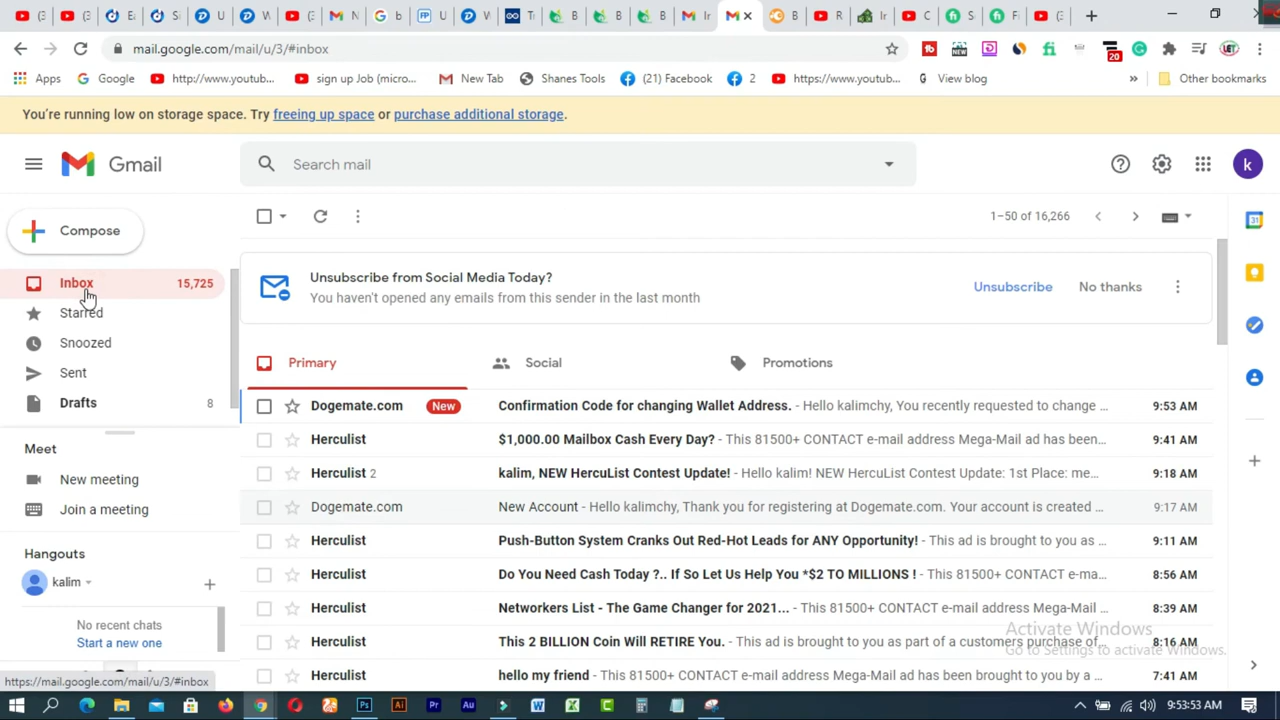 (3
(3
Ea
Si
U
W
(3
N
b
U
W
Te
B
B
B
In
B
R
In
C
S
F
(3
mail.google.com/mail/u/3/#inbox
20
Apps
Google
http://www.youtub...
sign up Job (micro...
New Tab
Shanes Tools
(21) Facebook
2
https://www.youtub...
View blog
»
Other bookmarks
You're running low on storage space. Try freeing up space or purchase additional storage.
Gmail
Search mail
k
Compose
1–50 of 16,266
Inbox 15,725
Starred
Snoozed
Sent
Drafts 8
Unsubscribe from Social Media Today?
You haven't opened any emails from this sender in the last month
Unsubscribe
No thanks
Primary
Social
Promotions
Dogemate.com New Confirmation Code for changing Wallet Address. - Hello kalimchy, You recently requested to change ... 9:53 AM
Herculist $1,000.00 Mailbox Cash Every Day? - This 81500+ CONTACT e-mail address Mega-Mail ad has been... 9:41 AM
Herculist 2 kalim, NEW HercuList Contest Update! - Hello kalim! NEW HercuList Contest Update: 1st Place: me... 9:18 AM
Dogemate.com New Account - Hello kalimchy, Thank you for registering at Dogemate.com. Your account is created ... 9:17 AM
Herculist Push-Button System Cranks Out Red-Hot Leads for ANY Opportunity! - This ad is brought to you as ... 9:11 AM
Herculist Do You Need Cash Today ?.. If So Let Us Help You *$2 TO MILLIONS ! - This 81500+ CONTACT e-ma... 8:56 AM
Herculist Networkers List - The Game Changer for 2021... - This 81500+ CONTACT e-mail address Mega-Mail ... 8:39 AM
Herculist This 2 BILLION Coin Will RETIRE You. - This ad is brought to you as part of a customers purchase of... 8:16 AM
Herculist hello my friend - This 81500+ CONTACT e-mail address Mega-Mail ad has been brought to you by a ... 7:41 AM
Meet
New meeting
Join a meeting
Hangouts
kalim
No recent chats
Start a new one
Activate Windows
Go to Settings to activate Windows.
https://mail.google.com/mail/u/3/#inbox
9:53:53 AM